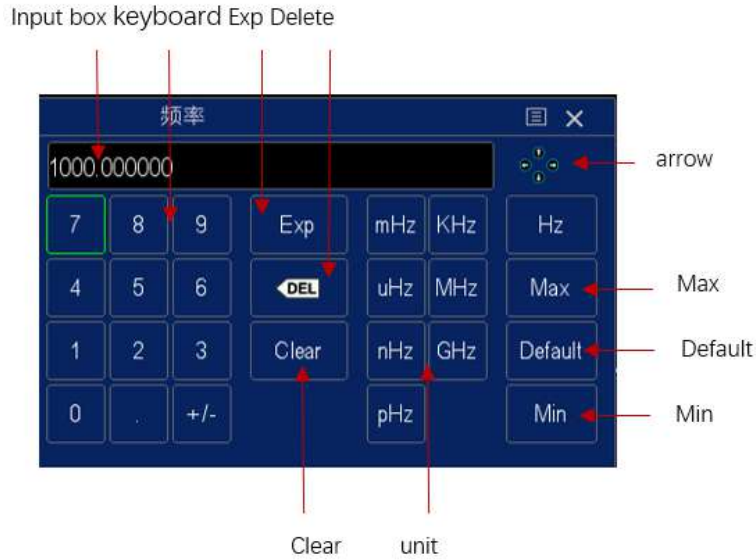 Input box keyboard Exp Delete
频率
1000.000000
arrow
7 8 9 Exp mHz KHz Hz
4 5 6 DEL uHz MHz Max
Max
1 2 3 Clear nHz GHz Default
Default
0 . +/- pHz Min
Min
Clear unit